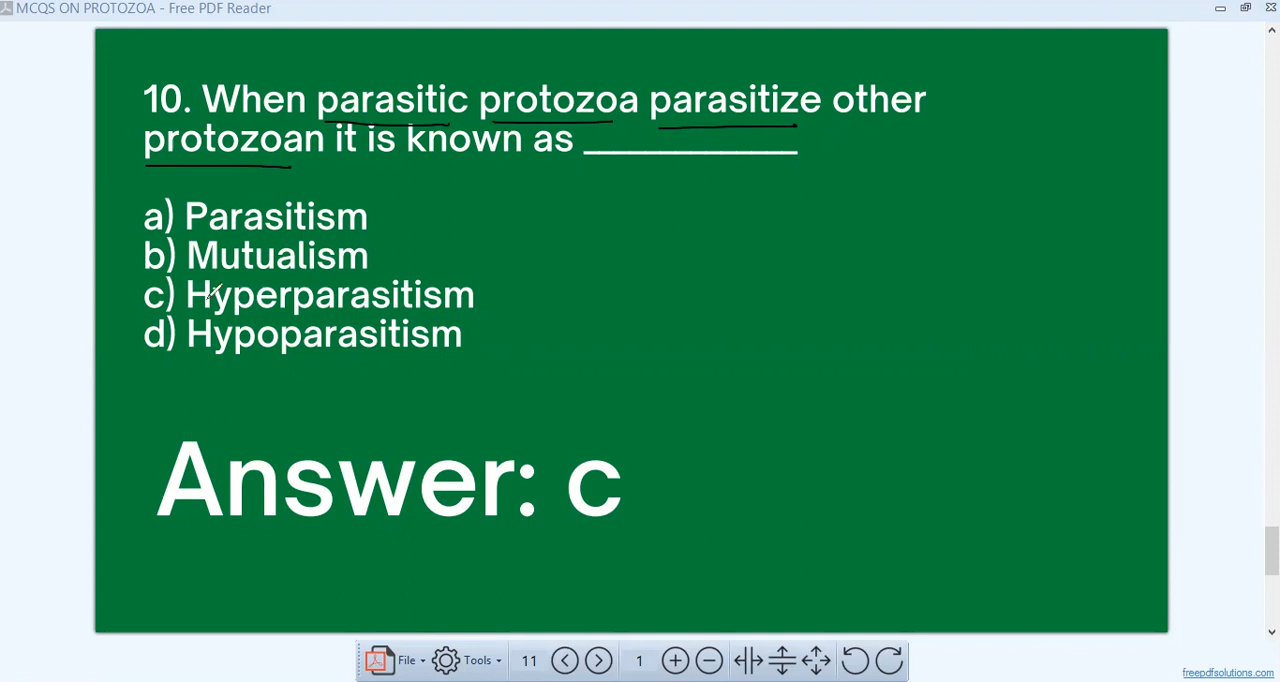 MCQS ON PROTOZOA - Free PDF Reader
10. When parasitic protozoa parasitize other
protozoan it is known as ___________
a) Parasitism
b) Mutualism
c) Hyperparasitism
d) Hypoparasitism
Answer: c
File Tools 11 1
freepdfsolutions.com